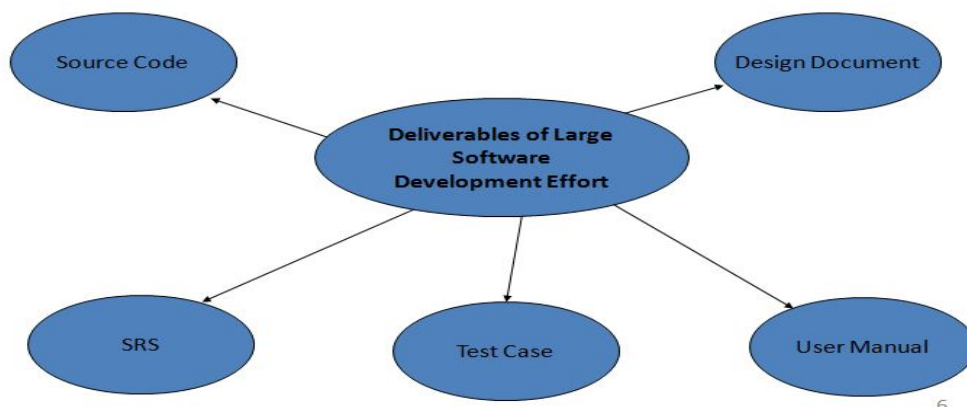 Source Code
Design Document
Deliverables of Large
Software
Development Effort
SRS
Test Case
User Manual
6